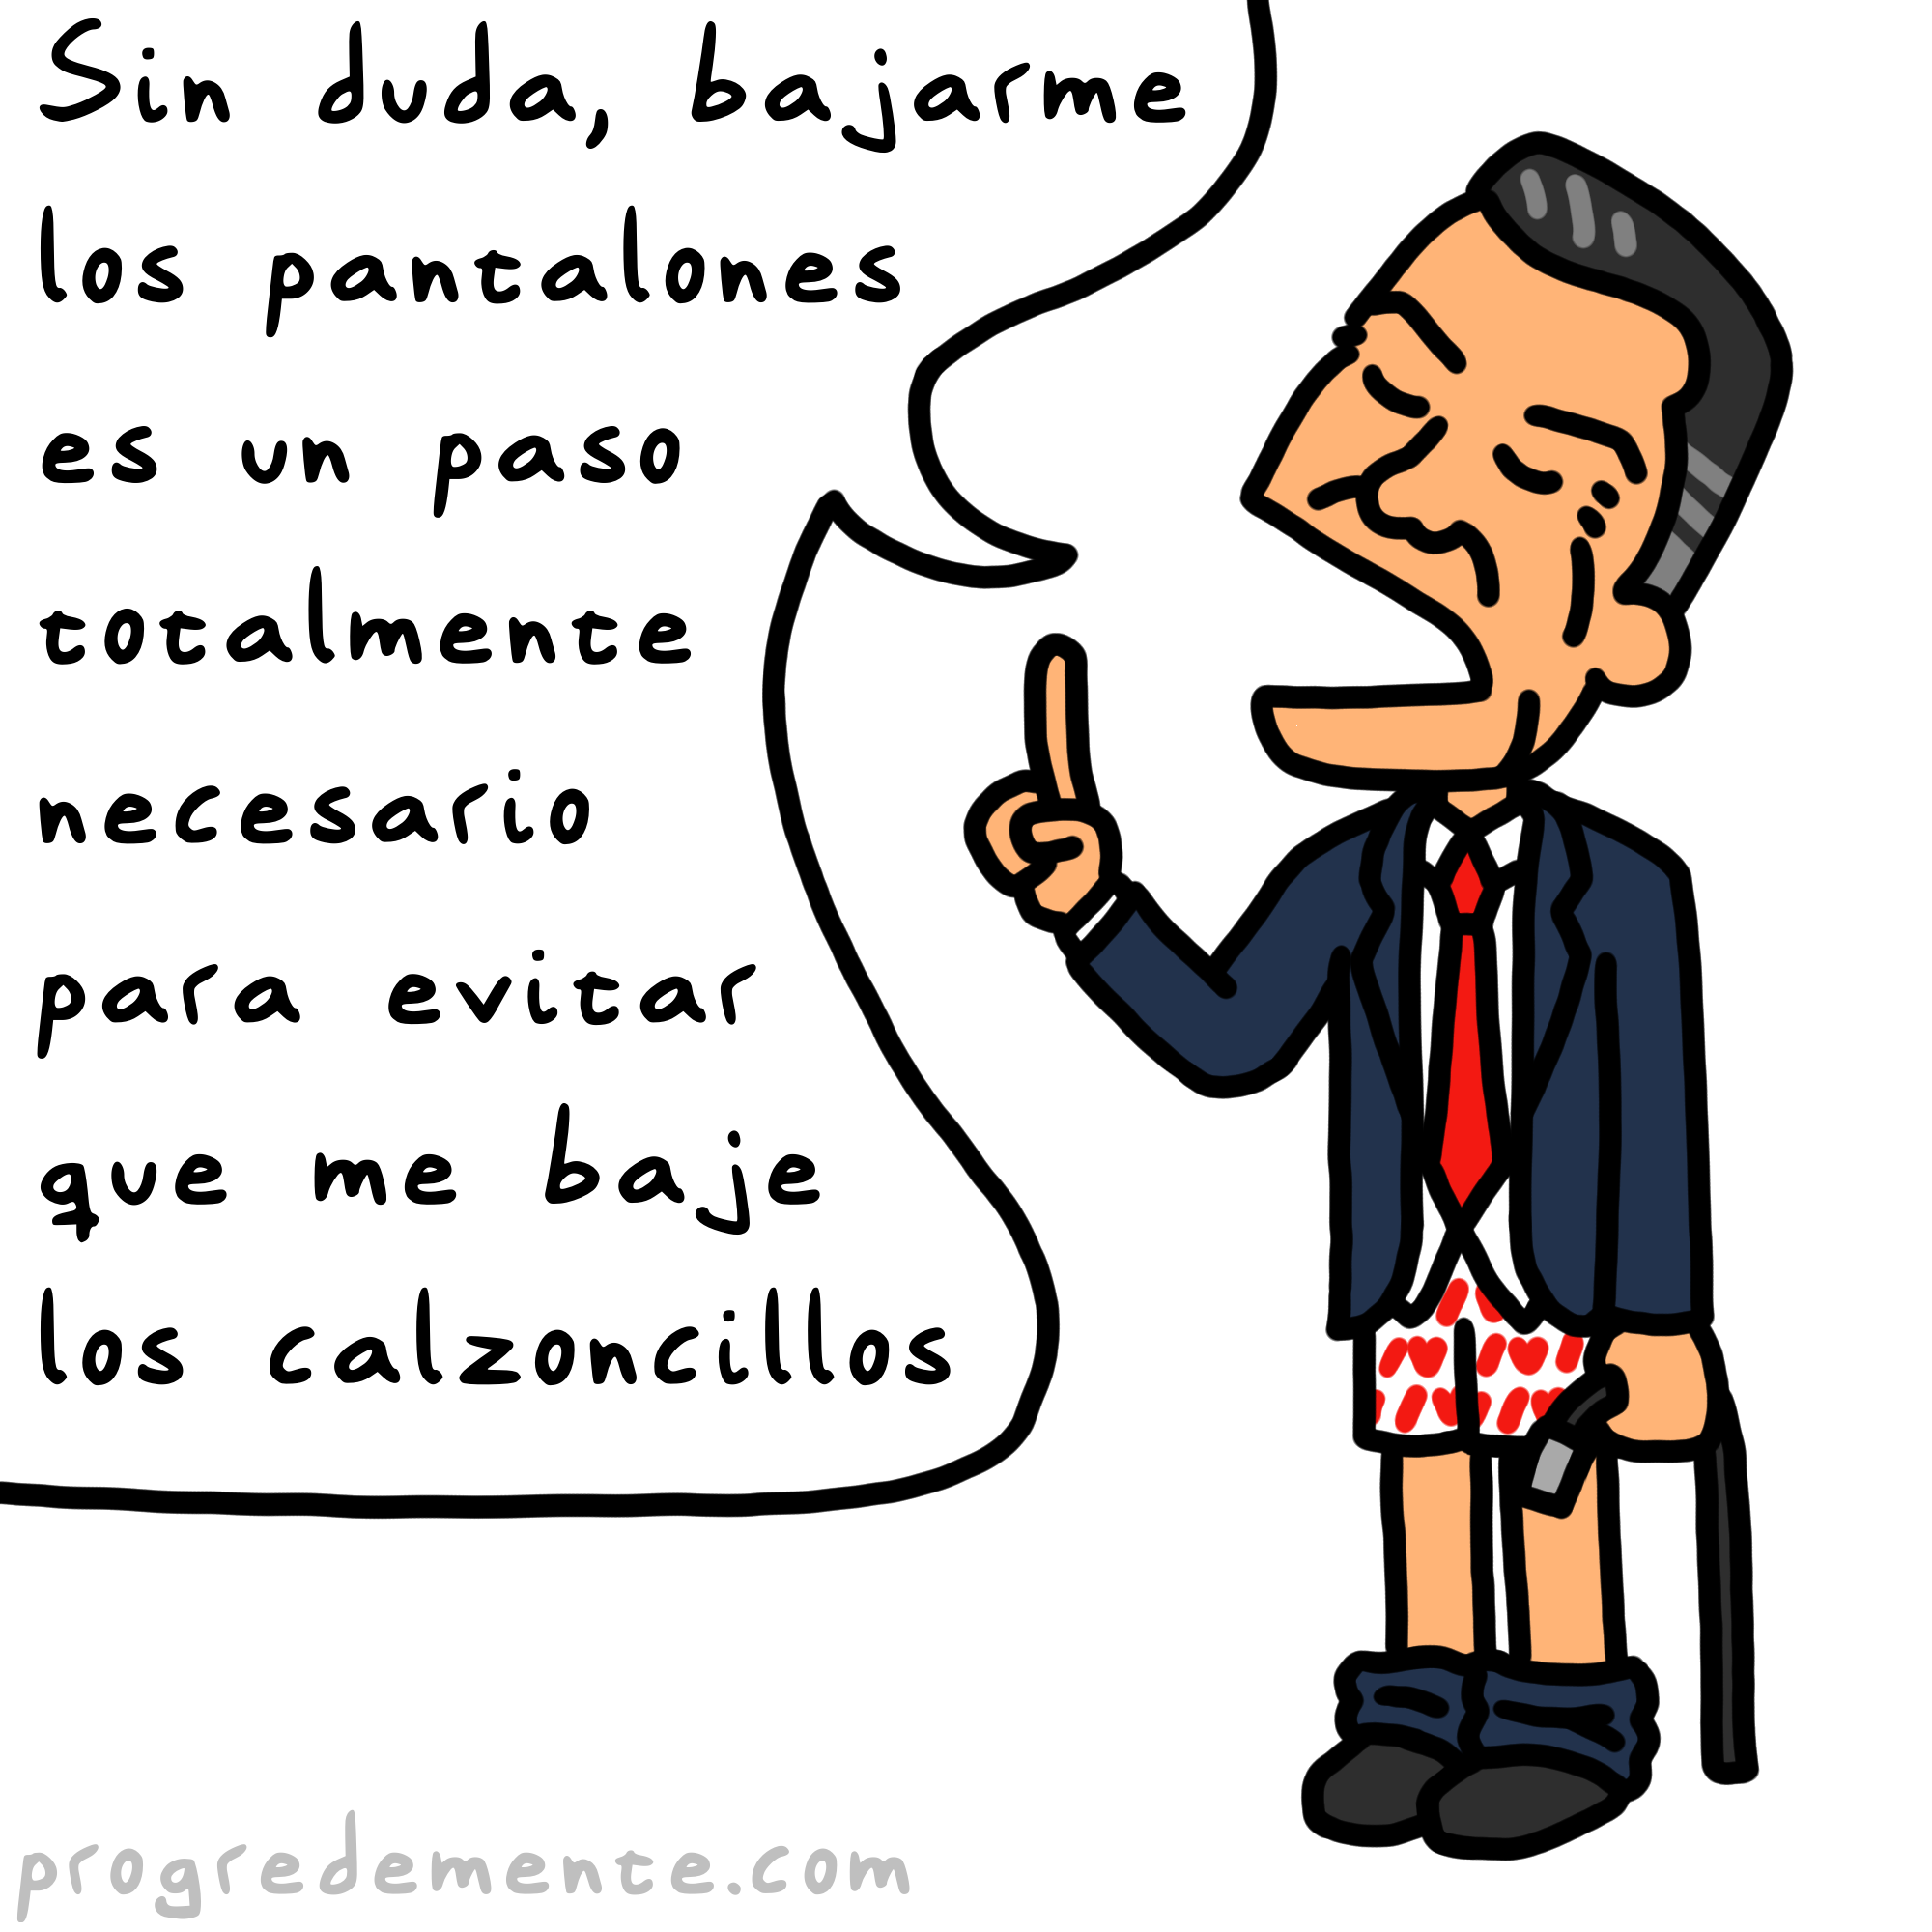 Sin duda, bajarme
los pantalones
es un paso
totalmente
necesario
para evitar
que me baje
los calzoncillos
progredemente.com